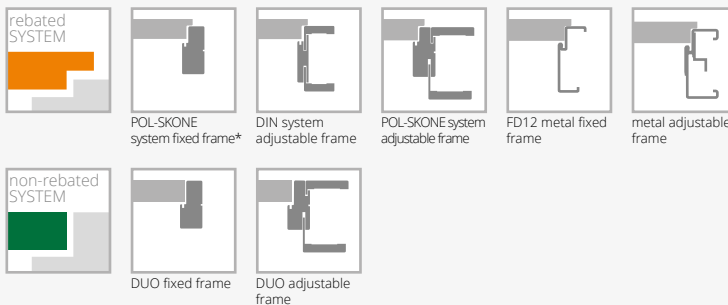 rebated
SYSTEM
POL-SKONE
system fixed frame*
DIN system
adjustable frame
POL-SKONE system
adjustable frame
FD12 metal fixed
frame
metal adjustable
frame
non-rebated
SYSTEM
DUO fixed frame
DUO adjustable
frame